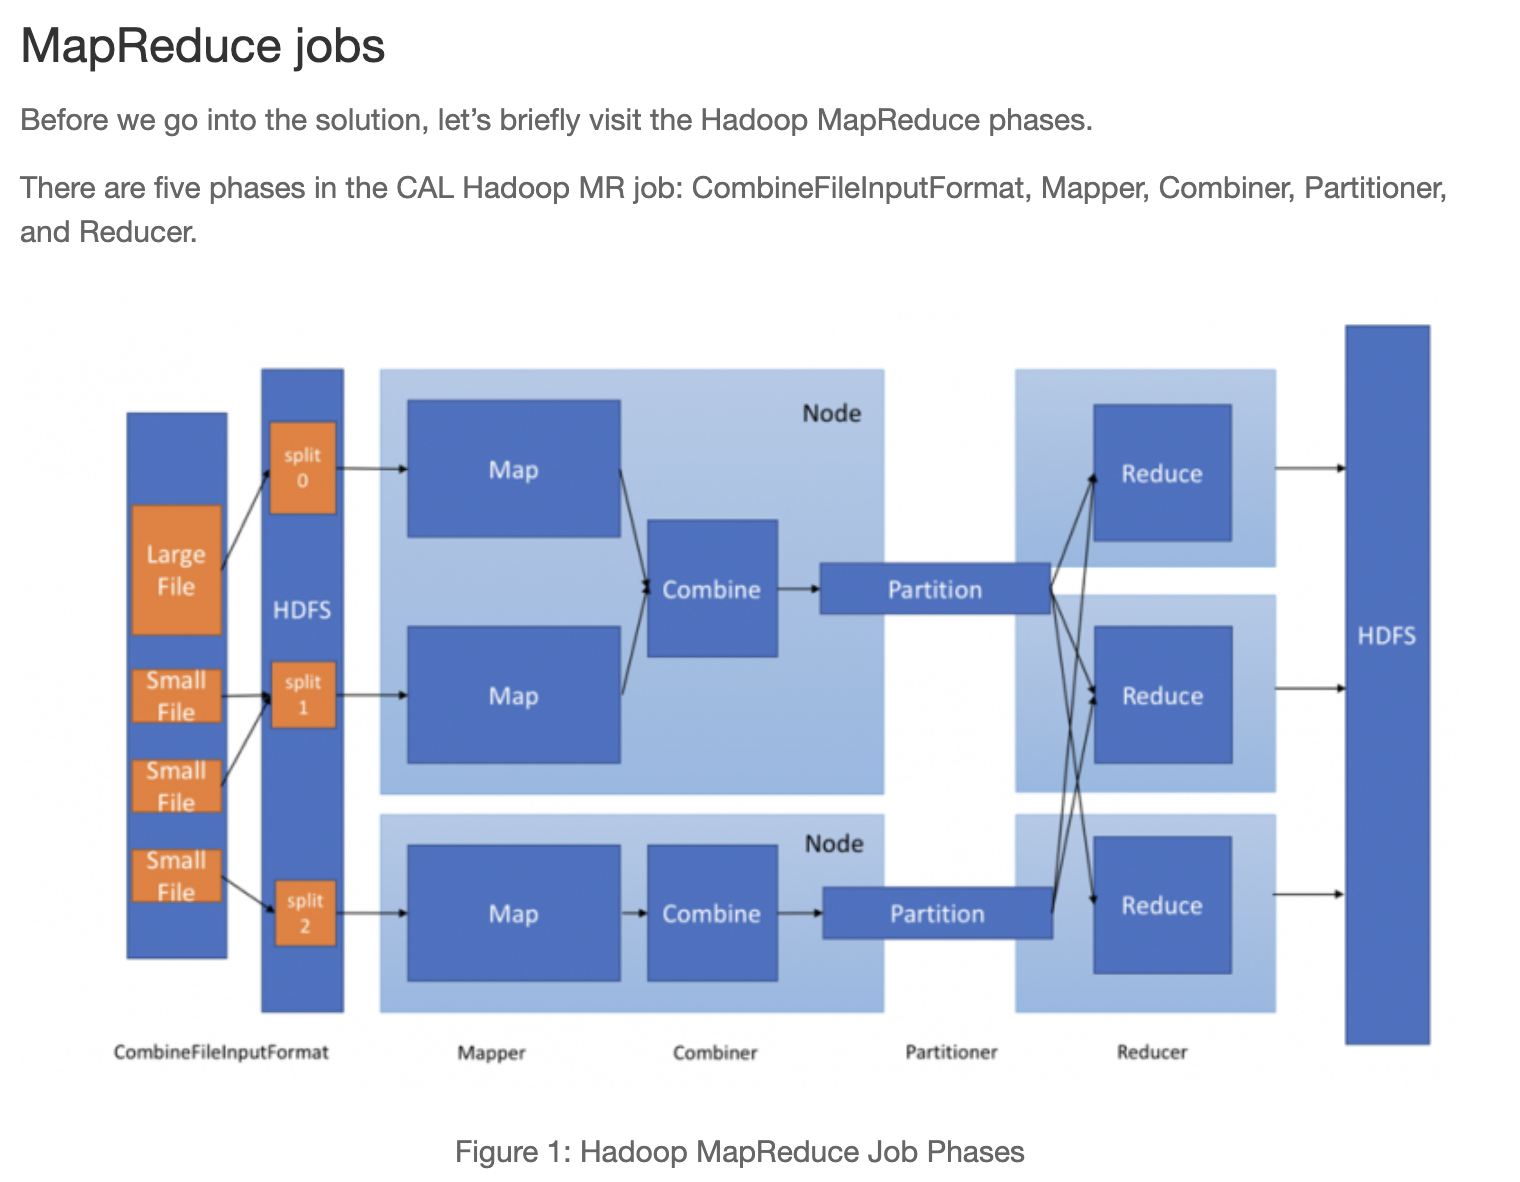 MapReduce jobs
Before we go into the solution, let’s briefly visit the Hadoop MapReduce phases.
There are five phases in the CAL Hadoop MR job: CombineFileInputFormat, Mapper, Combiner, Partitioner,
and Reducer.
Large
File
Small
File
Small
File
Small
File
split
0
HDFS
split
1
split
2
Node
Map
Map
Combine
Partition
Node
Map
Combine
Partition
Reduce
Reduce
Reduce
HDFS
CombineFileInputFormat
Mapper
Combiner
Partitioner
Reducer
Figure 1: Hadoop MapReduce Job Phases